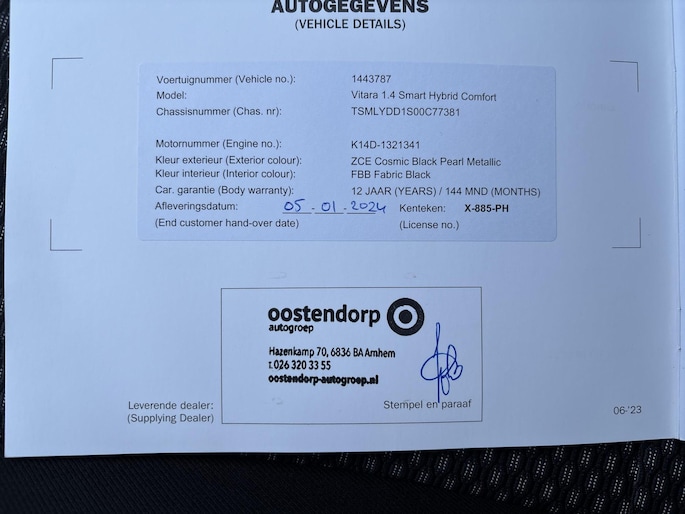 AUTOGEGEVENS
(VEHICLE DETAILS)
Voertuignummer (Vehicle no.): 1443787
Model: Vitara 1.4 Smart Hybrid Comfort
Chassisnummer (Chas. nr): TSMLYDD1S00C77381
Motornummer (Engine no.): K14D-1321341
Kleur exterieur (Exterior colour): ZCE Cosmic Black Pearl Metallic
Kleur interieur (Interior colour): FBB Fabric Black
Car. garantie (Body warranty): 12 JAAR (YEARS) / 144 MND (MONTHS)
Afleveringsdatum: 05-01-2024 Kenteken: X-885-PH
(End customer hand-over date) (License no.)
oostendorp
autogroep
Hazenkamp 70, 6836 BA Arnhem
t. 026 320 33 55
oostendorp-autogroep.nl
Leverende dealer: Stempel en paraaf
(Supplying Dealer)
06-'23